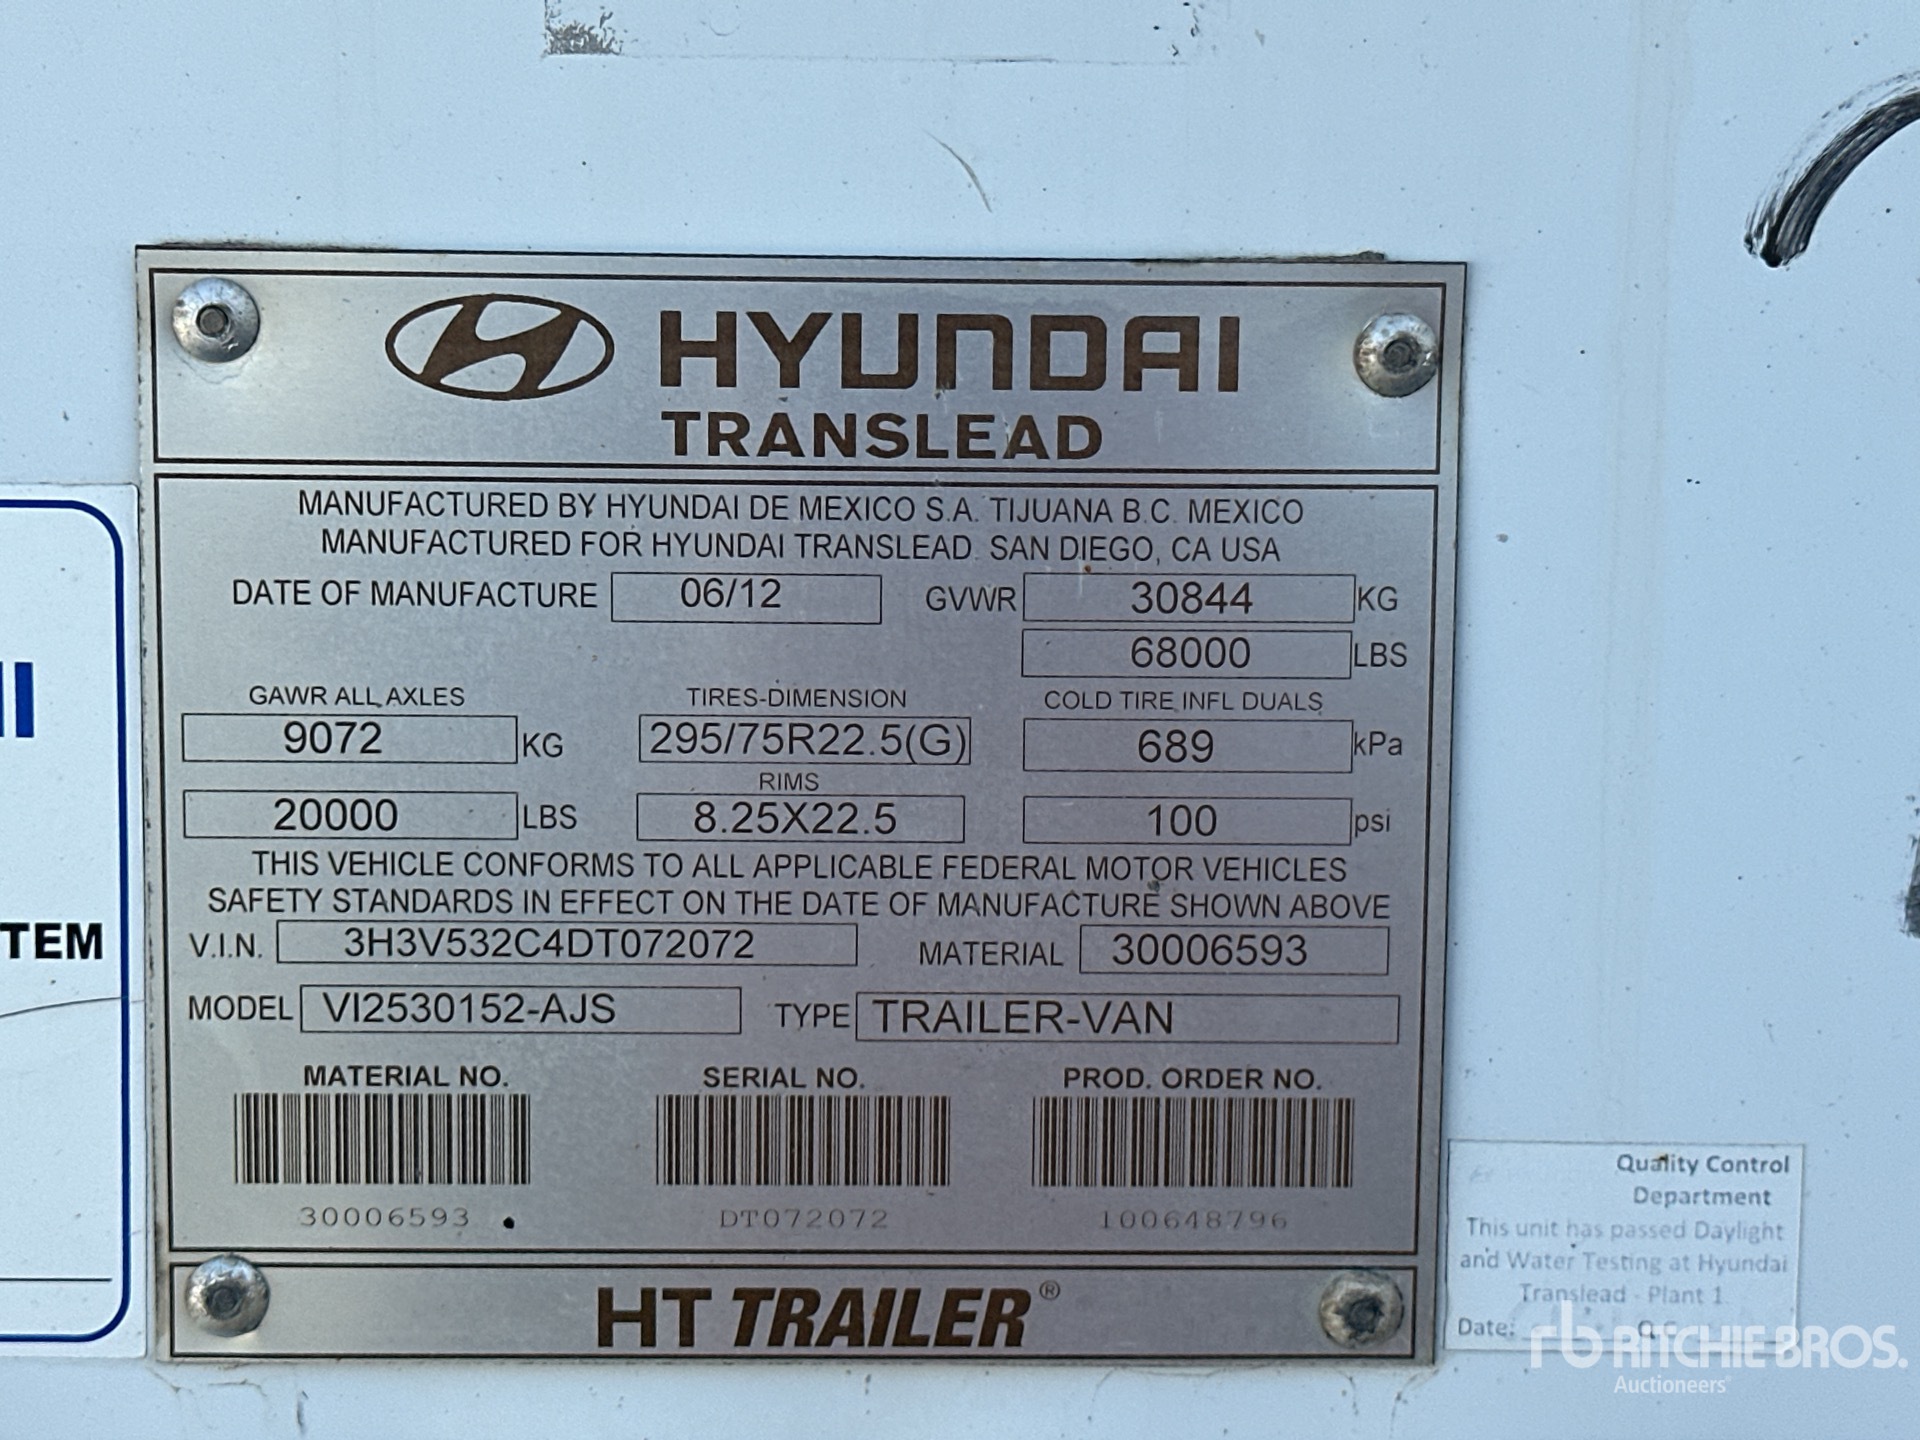 HYUNDAI
TRANSLEAD
MANUFACTURED BY HYUNDAI DE MEXICO S.A. TIJUANA B.C. MEXICO
MANUFACTURED FOR HYUNDAI TRANSLEAD. SAN DIEGO, CA USA
DATE OF MANUFACTURE 06/12 GVWR 30844 KG
68000 LBS
GAWR ALL AXLES TIRES-DIMENSION COLD TIRE INFL DUALS
9072 KG 295/75R22.5(G) 689 kPa
RIMS
20000 LBS 8.25X22.5 100 psi
THIS VEHICLE CONFORMS TO ALL APPLICABLE FEDERAL MOTOR VEHICLES
SAFETY STANDARDS IN EFFECT ON THE DATE OF MANUFACTURE SHOWN ABOVE
V.I.N. 3H3V532C4DT072072 MATERIAL 30006593
MODEL VI2530152-AJS TYPE TRAILER-VAN
MATERIAL NO. SERIAL NO. PROD. ORDER NO.
30006593 DT072072 100648796
HT TRAILER®
TEM
Quality Control
Department
This unit has passed Daylight
and Water Testing at Hyundai
Translead - Plant 1
Date:
rb RITCHIE BROS.
Auctioneers